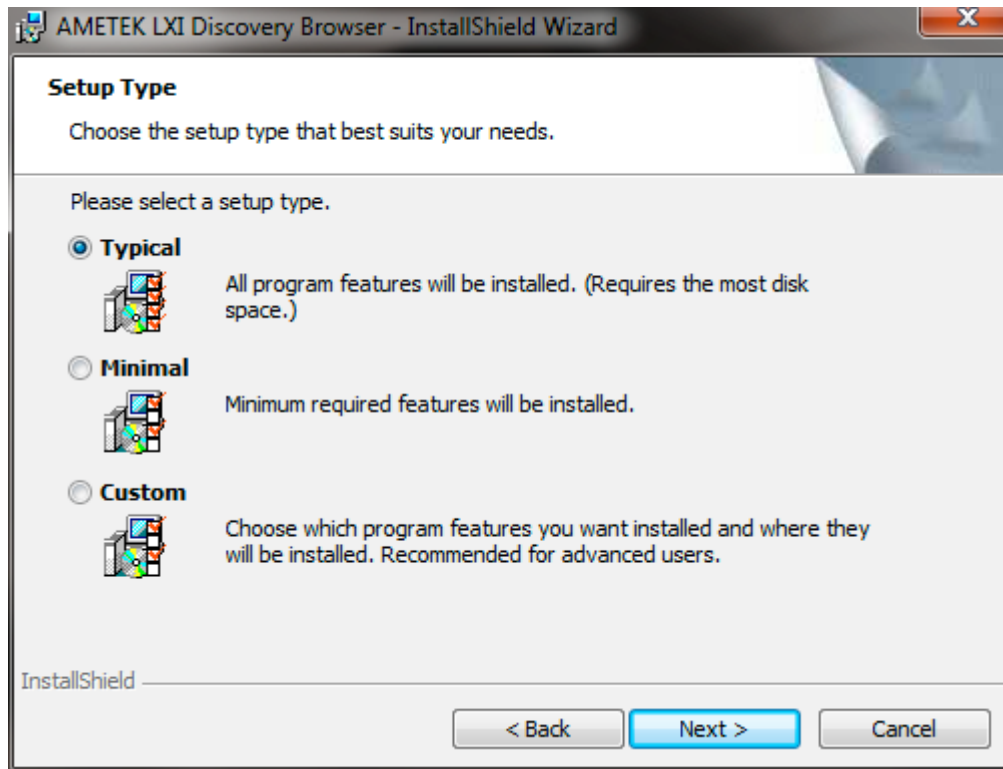 AMETEK LXI Discovery Browser - InstallShield Wizard
Setup Type
Choose the setup type that best suits your needs.
Please select a setup type.
Typical
All program features will be installed. (Requires the most disk
space.)
Minimal
Minimum required features will be installed.
Custom
Choose which program features you want installed and where they
will be installed. Recommended for advanced users.
InstallShield
< Back Next > Cancel